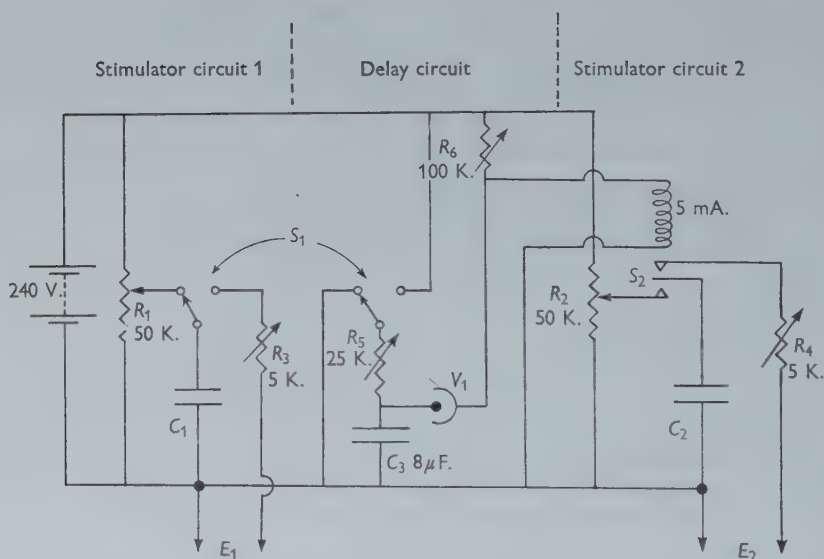 Stimulator circuit 1
Delay circuit
Stimulator circuit 2
R6
100 K.
5 mA.
S1
240 V.
R1
50 K.
R3
5 K.
R5
25 K.
V1
S2
R2
50 K.
R4
5 K.
C1
C3 8μF.
C2
E1
E2